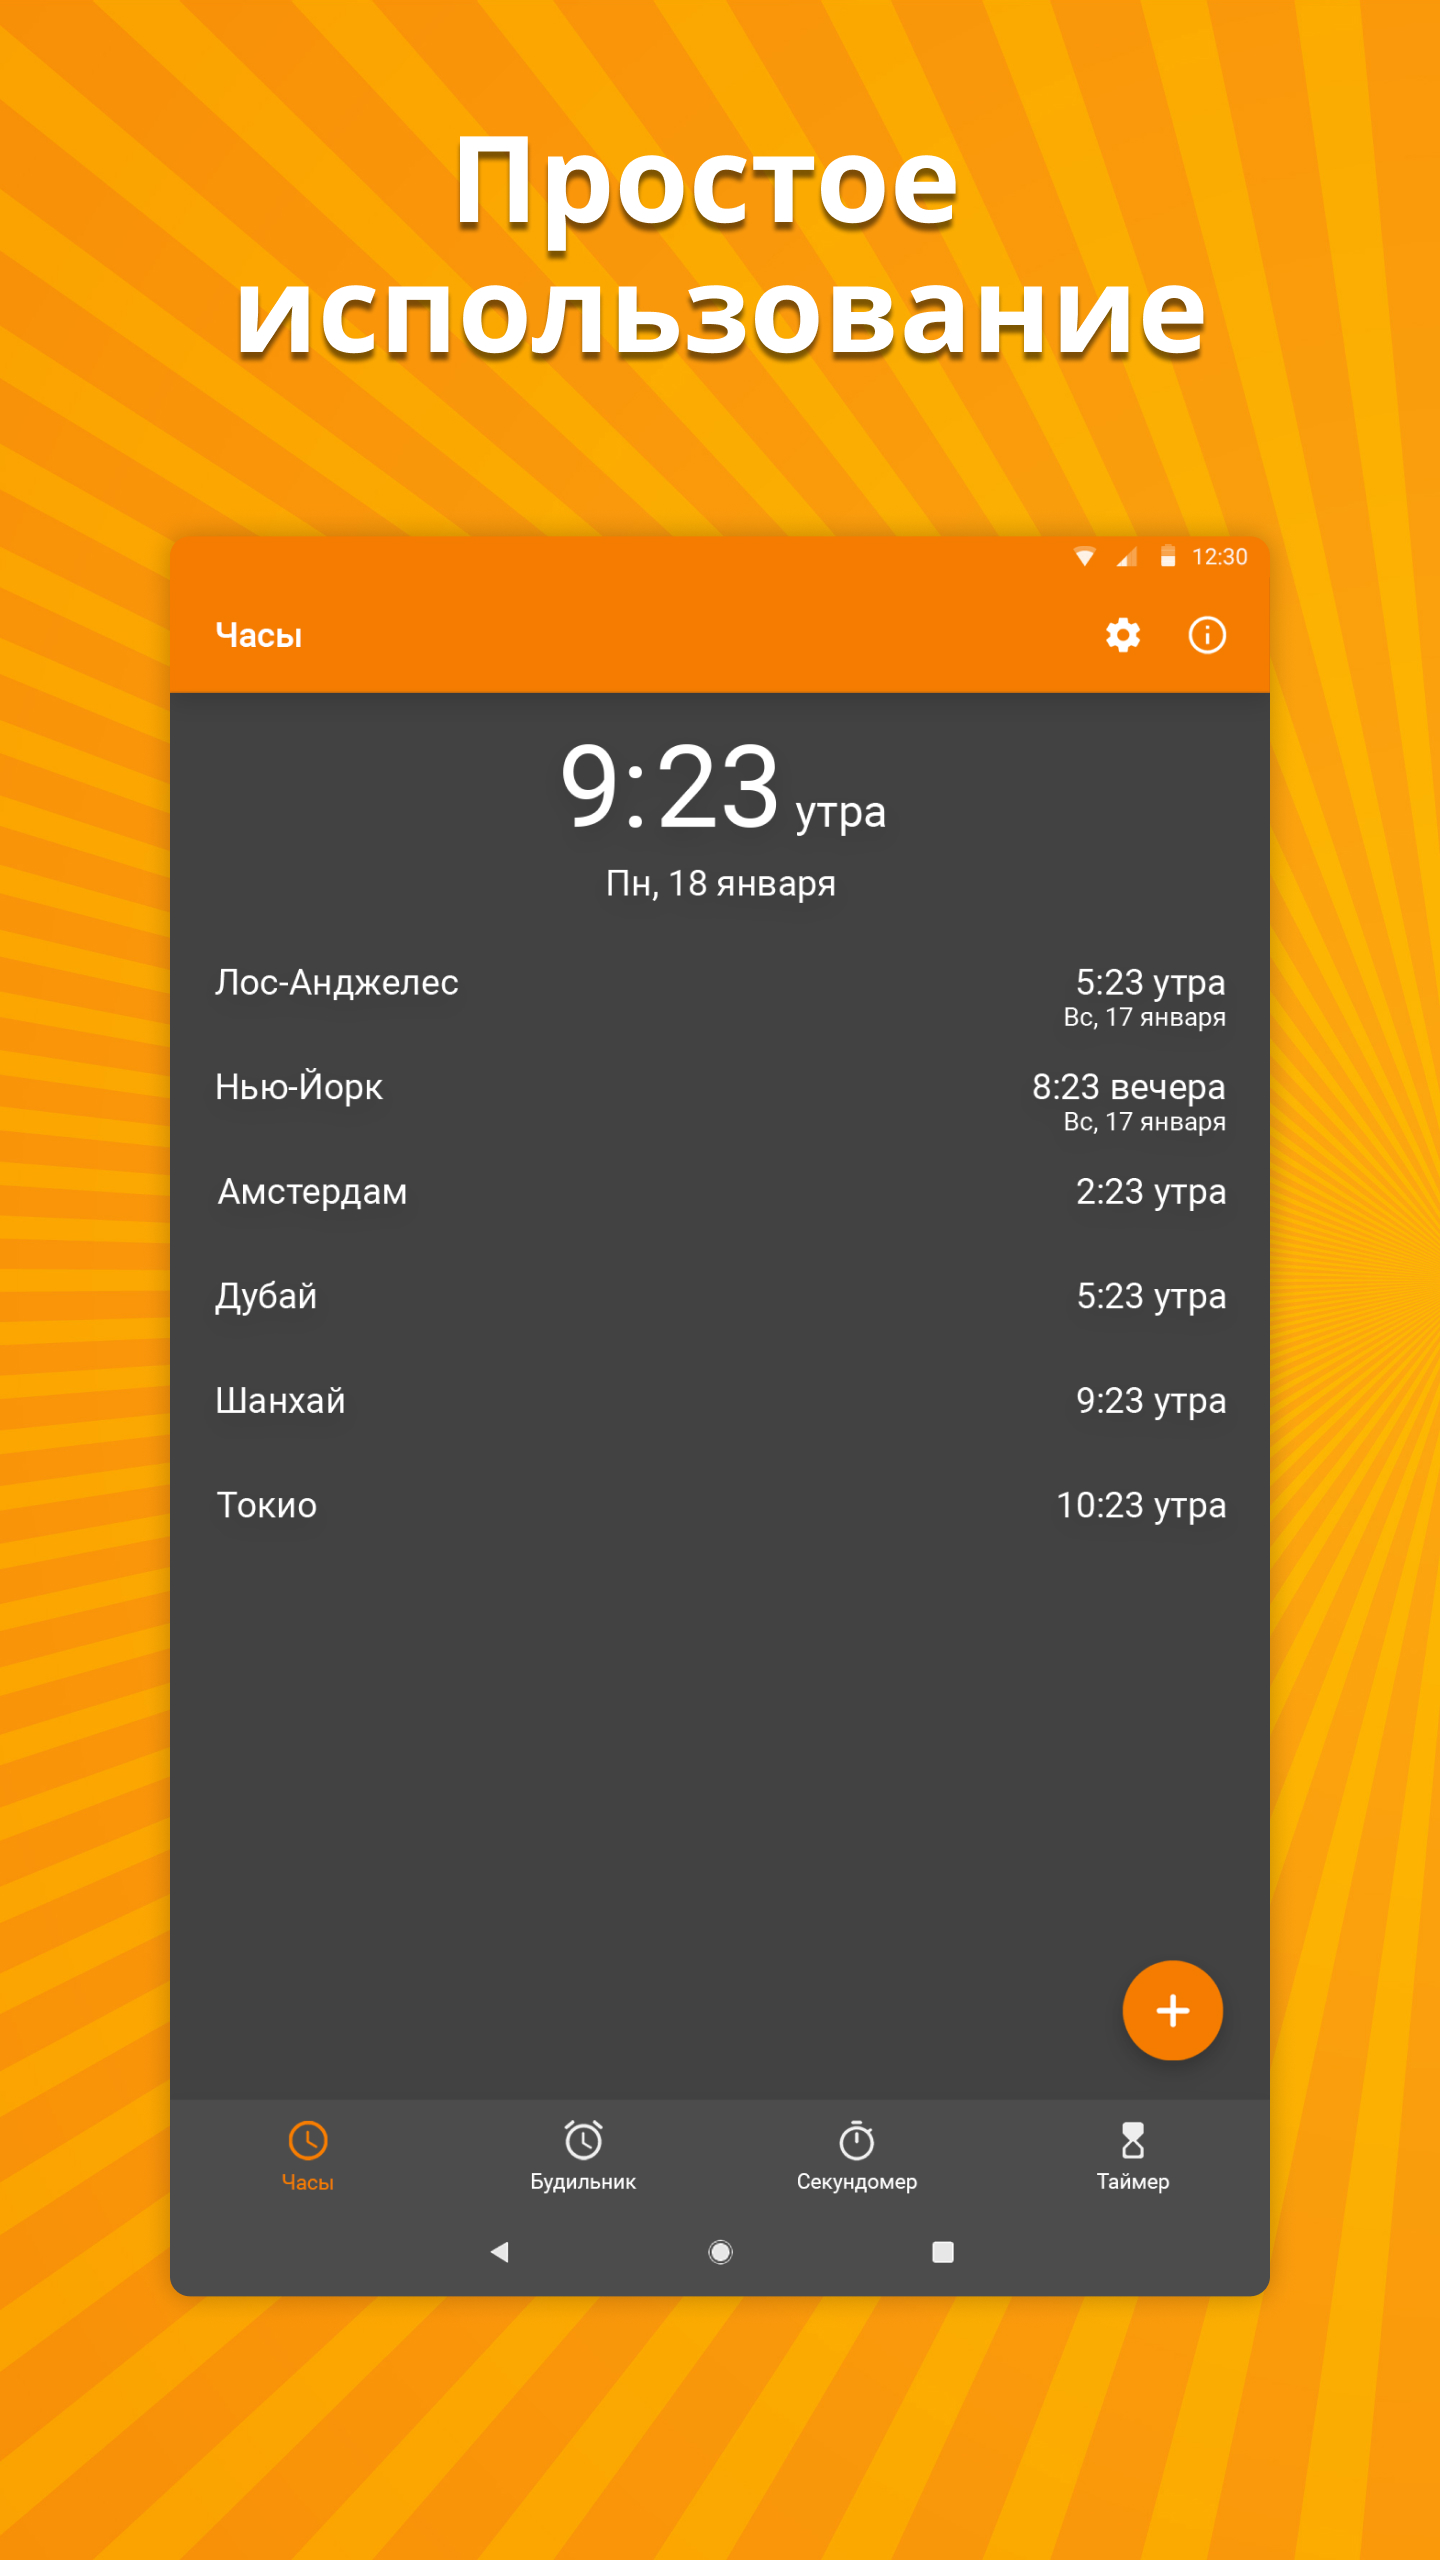 Простое
использование
12:30
Часы
9:23 утра
Пн, 18 января
Лос-Анджелес 5:23 утра
Вс, 17 января
Нью-Йорк 8:23 вечера
Вс, 17 января
Амстердам 2:23 утра
Дубай 5:23 утра
Шанхай 9:23 утра
Токио 10:23 утра
Часы Будильник Секундомер Таймер